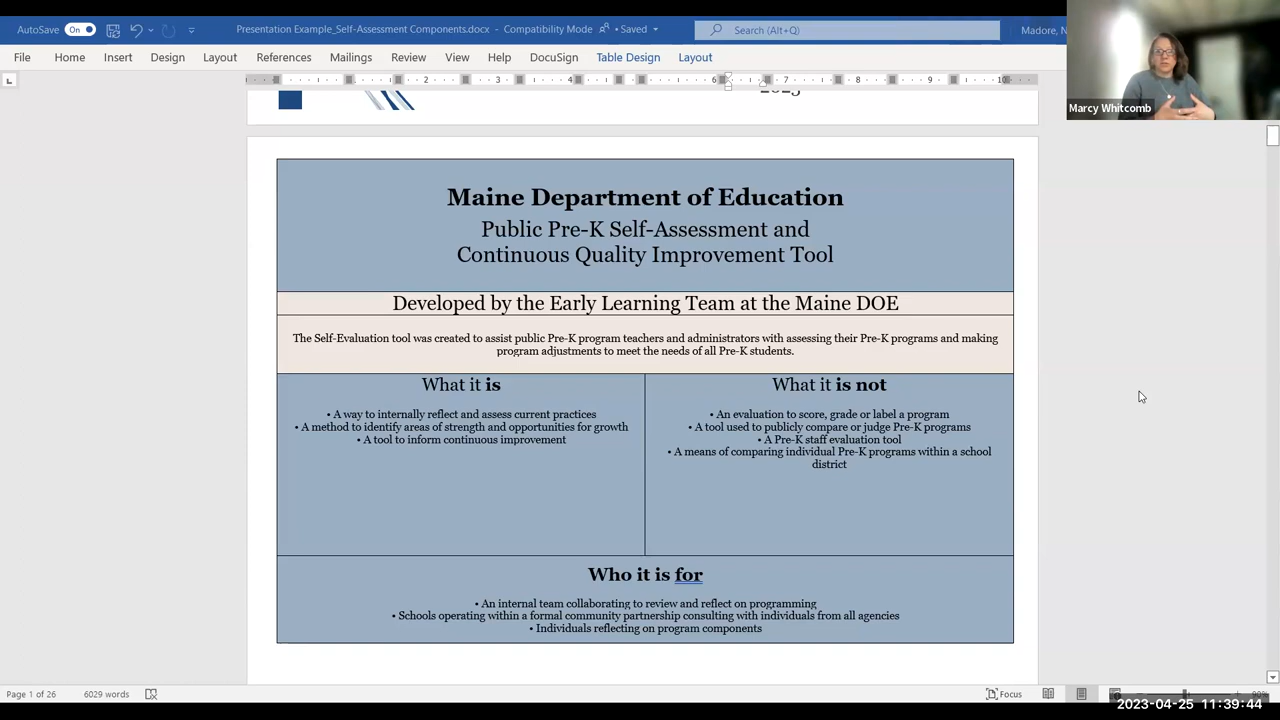 AutoSave On Presentation Example_Self-Assessment Components.docx - Compatibility Mode • Saved Search (Alt+Q) Madore, N
File Home Insert Design Layout References Mailings Review View Help DocuSign Table Design Layout
Marcy Whitcomb
2 3 4 6 7 8 9 10
2023
Maine Department of Education
Public Pre-K Self-Assessment and
Continuous Quality Improvement Tool
Developed by the Early Learning Team at the Maine DOE
The Self-Evaluation tool was created to assist public Pre-K program teachers and administrators with assessing their Pre-K programs and making
program adjustments to meet the needs of all Pre-K students.
What it is
• A way to internally reflect and assess current practices
• A method to identify areas of strength and opportunities for growth
• A tool to inform continuous improvement
What it is not
• An evaluation to score, grade or label a program
• A tool used to publicly compare or judge Pre-K programs
• A Pre-K staff evaluation tool
• A means of comparing individual Pre-K programs within a school
district
Who it is for
• An internal team collaborating to review and reflect on programming
• Schools operating within a formal community partnership consulting with individuals from all agencies
• Individuals reflecting on program components
Page 1 of 26 6029 words Focus
2023-04-25 11:39:44